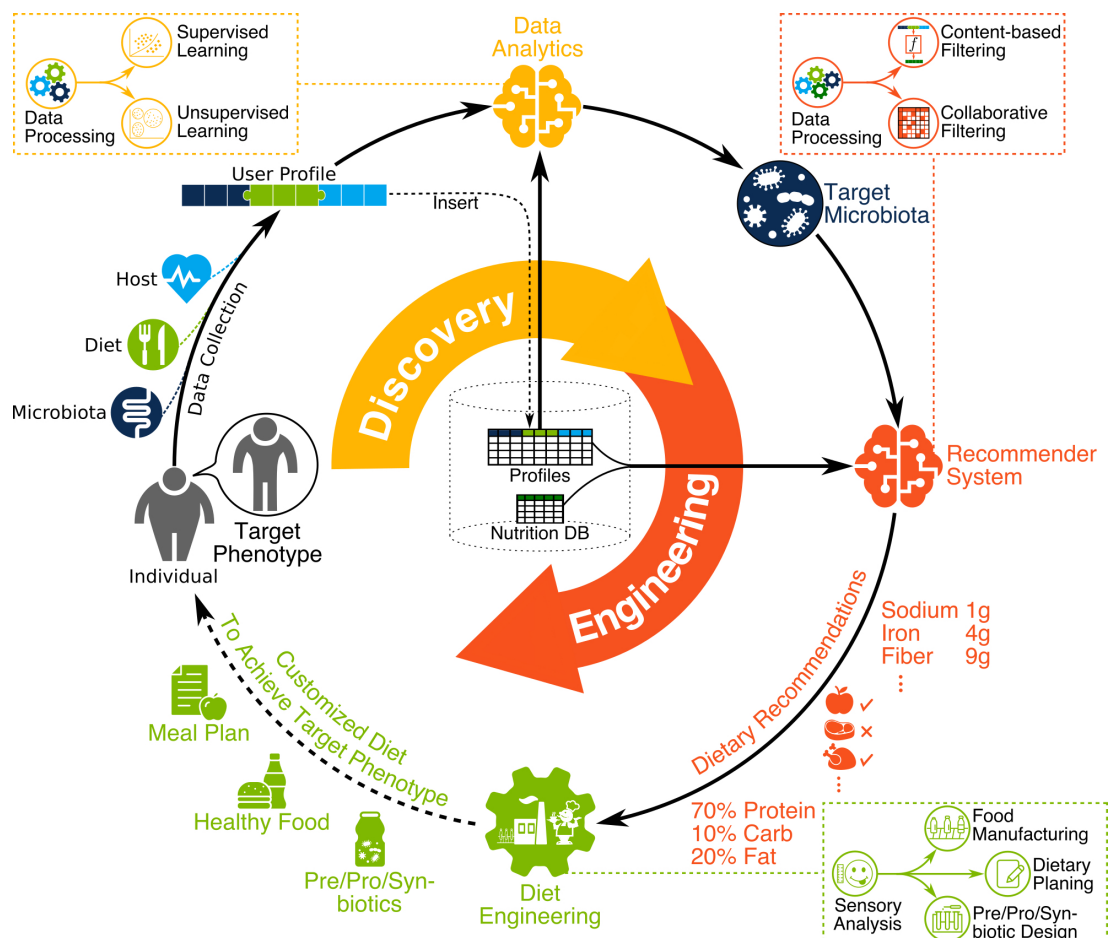 Supervised
Learning
Data
Processing
Unsupervised
Learning
Data
Analytics
Content-based
Filtering
Data
Processing
Collaborative
Filtering
User Profile
Insert
Target
Microbiota
Host
Diet
Microbiota
Data Collection
Discovery
Engineering
Profiles
Nutrition DB
Recommender
System
Target
Phenotype
Individual
Dietary Recommendations
Sodium 1g
Iron 4g
Fiber 9g
70% Protein
10% Carb
20% Fat
Customized Diet
To Achieve Target Phenotype
Meal Plan
Healthy Food
Pre/Pro/Syn-
biotics
Diet
Engineering
Sensory
Analysis
Food
Manufacturing
Dietary
Planing
Pre/Pro/Syn-
biotic Design